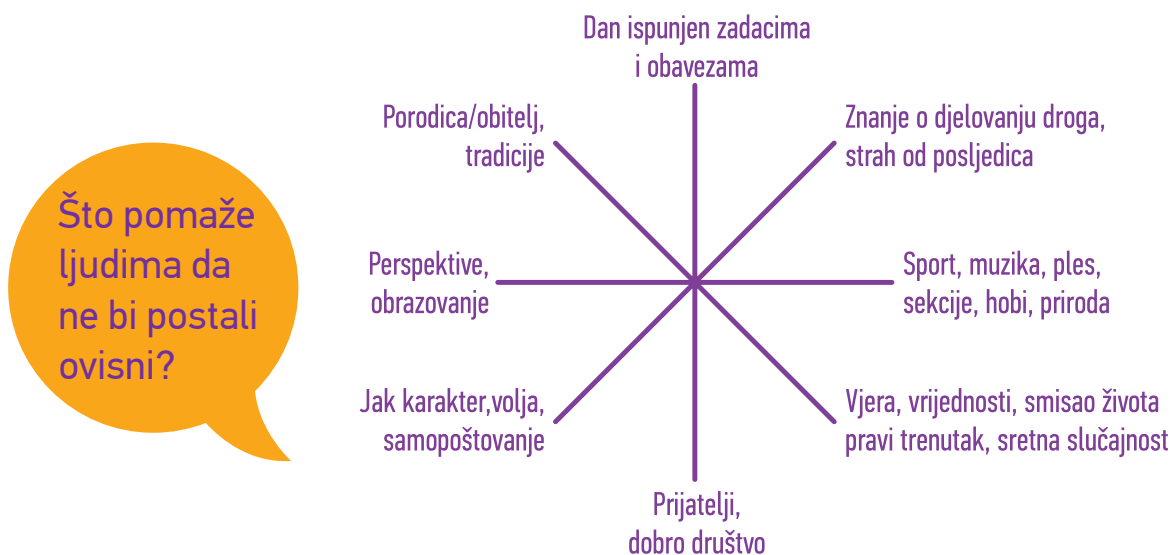 Što pomaže
ljudima da
ne bi postali
ovisni?
Dan ispunjen zadacima
i obavezama
Znanje o djelovanju droga,
strah od posljedica
Sport, muzika, ples,
sekcije, hobi, priroda
Vjera, vrijednosti, smisao života
pravi trenutak, sretna slučajnost
Prijatelji,
dobro društvo
Jak karakter,volja,
samopoštovanje
Perspektive,
obrazovanje
Porodica/obitelj,
tradicije